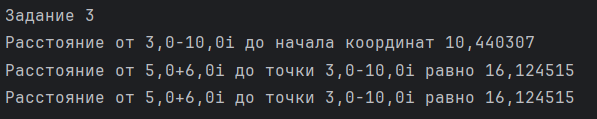 Задание 3
Расстояние от 3,0-10,0i до начала координат 10,440307
Расстояние от 5,0+6,0i до точки 3,0-10,0i равно 16,124515
Расстояние от 5,0+6,0i до точки 3,0-10,0i равно 16,124515